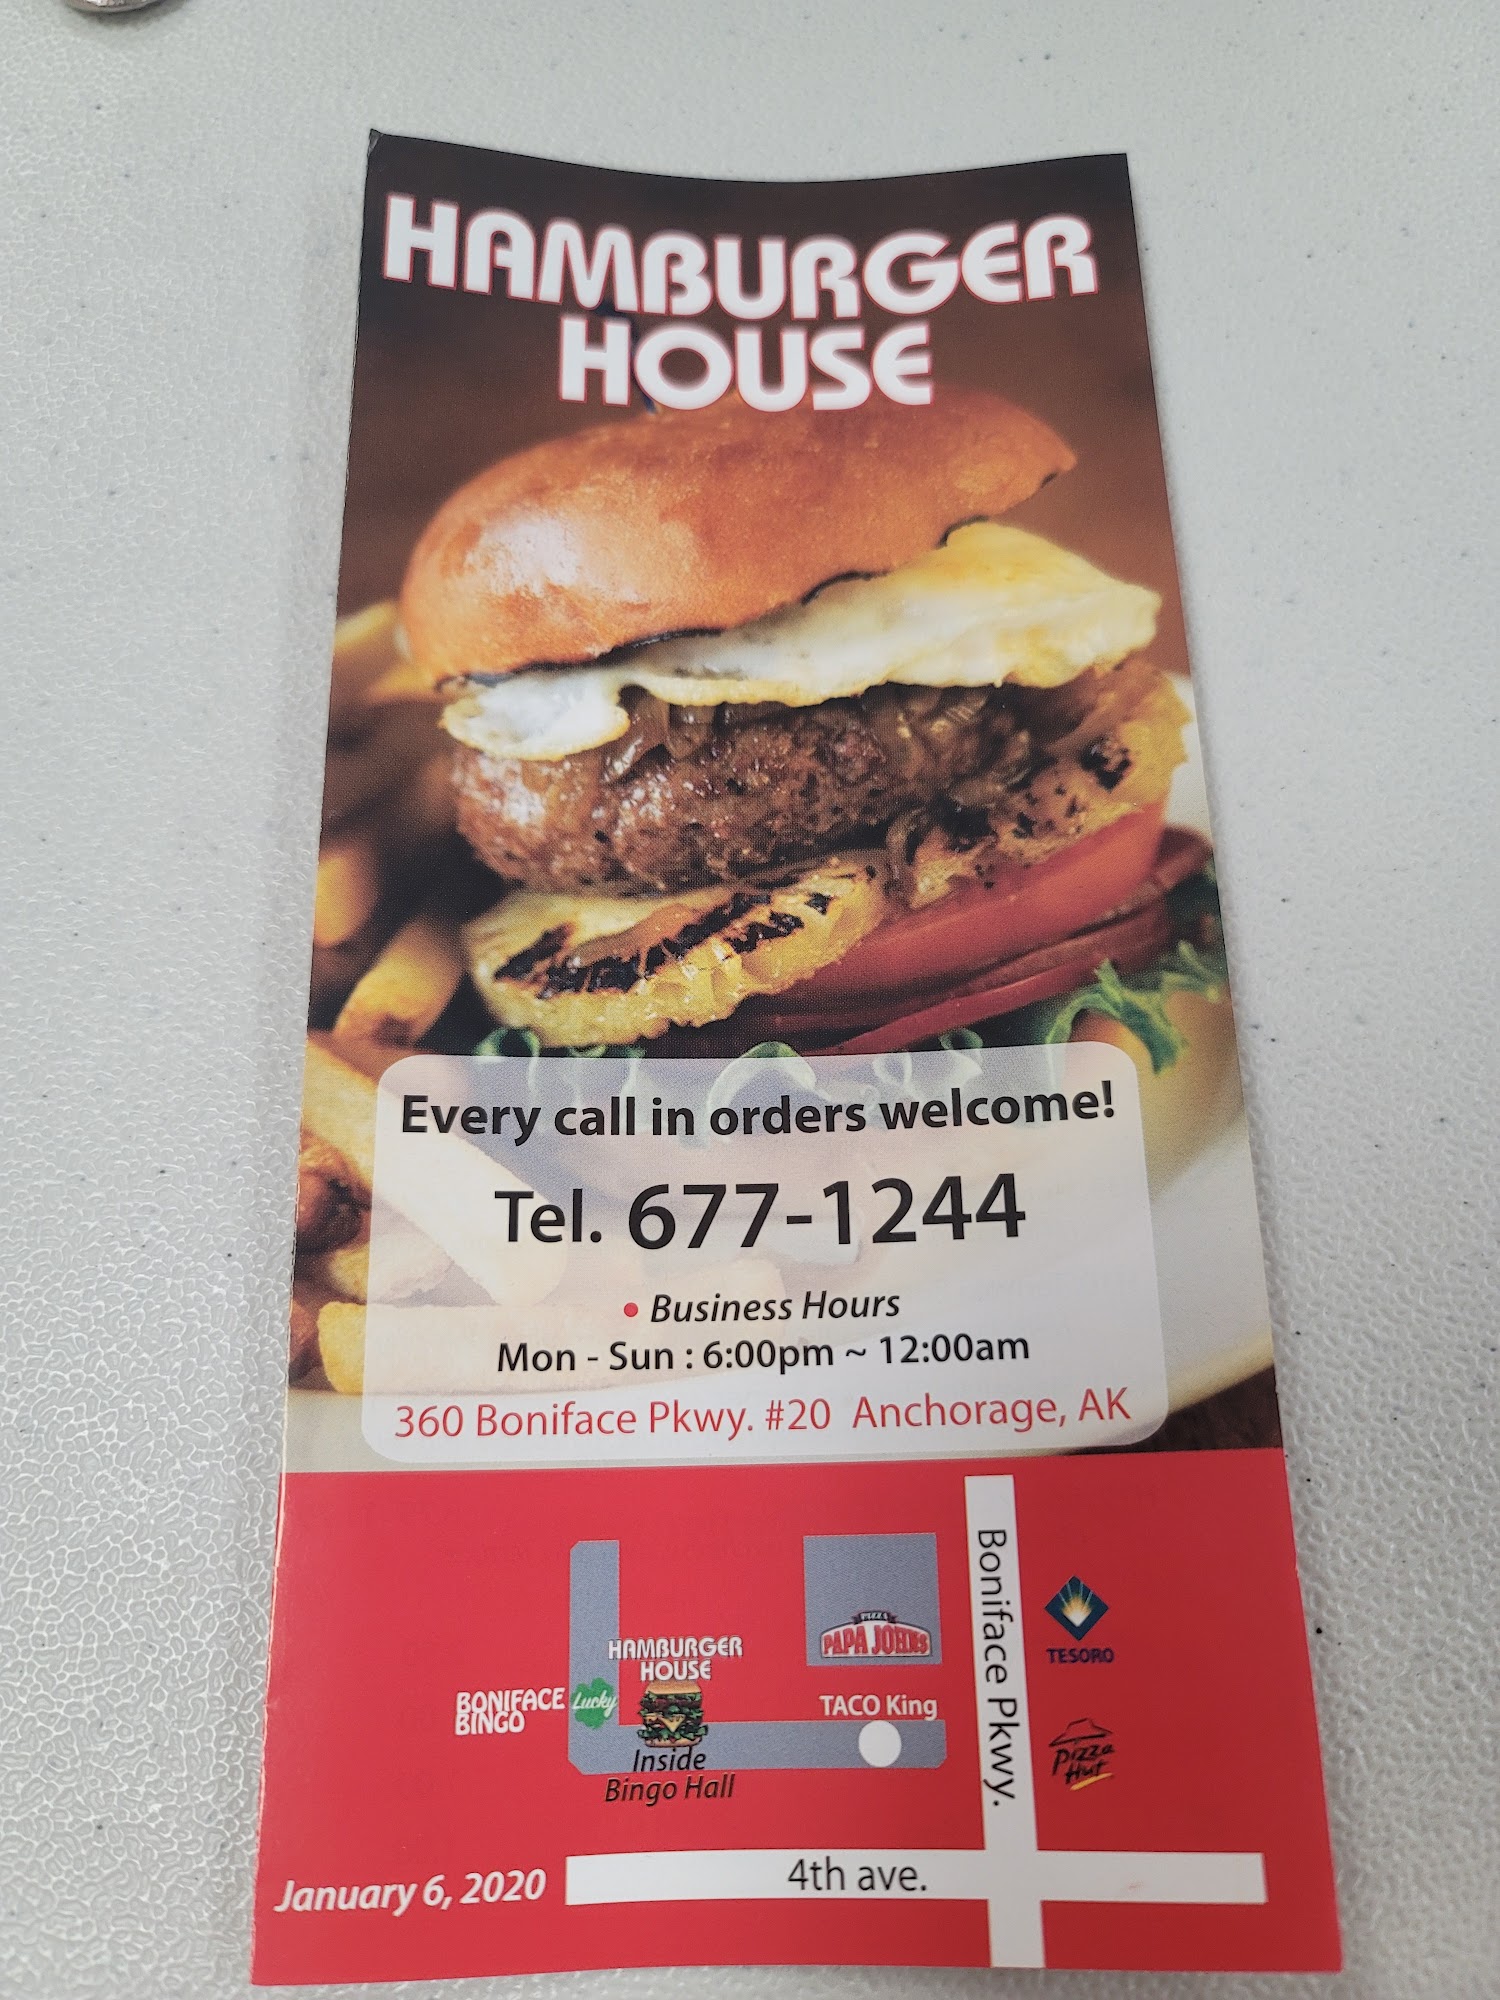 HAMBURGER
HOUSE
Every call in orders welcome!
Tel. 677-1244
• Business Hours
Mon - Sun : 6:00pm ~ 12:00am
360 Boniface Pkwy. #20 Anchorage, AK
Boniface Pkwy.
PIZZA
PAPA JOHNS
TESORO
HAMBURGER
HOUSE
BONIFACE
BINGO
Lucky
TACO King
Inside
Bingo Hall
Pizza
Hut
4th ave.
January 6, 2020